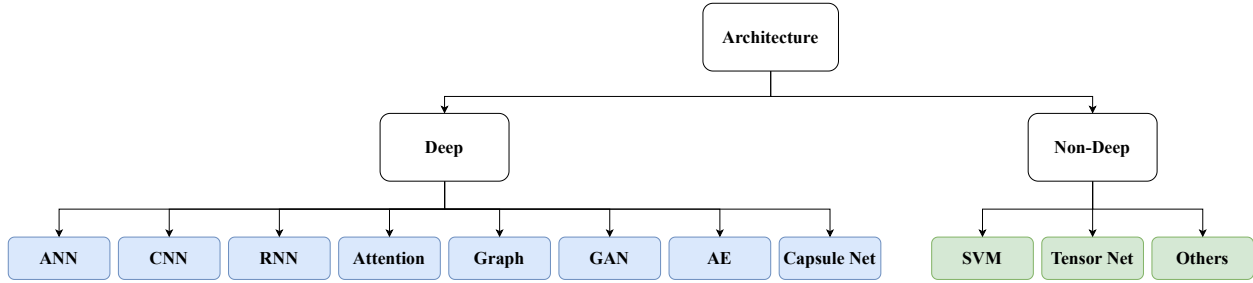 Architecture
Deep
Non-Deep
ANN
CNN
RNN
Attention
Graph
GAN
AE
Capsule Net
SVM
Tensor Net
Others